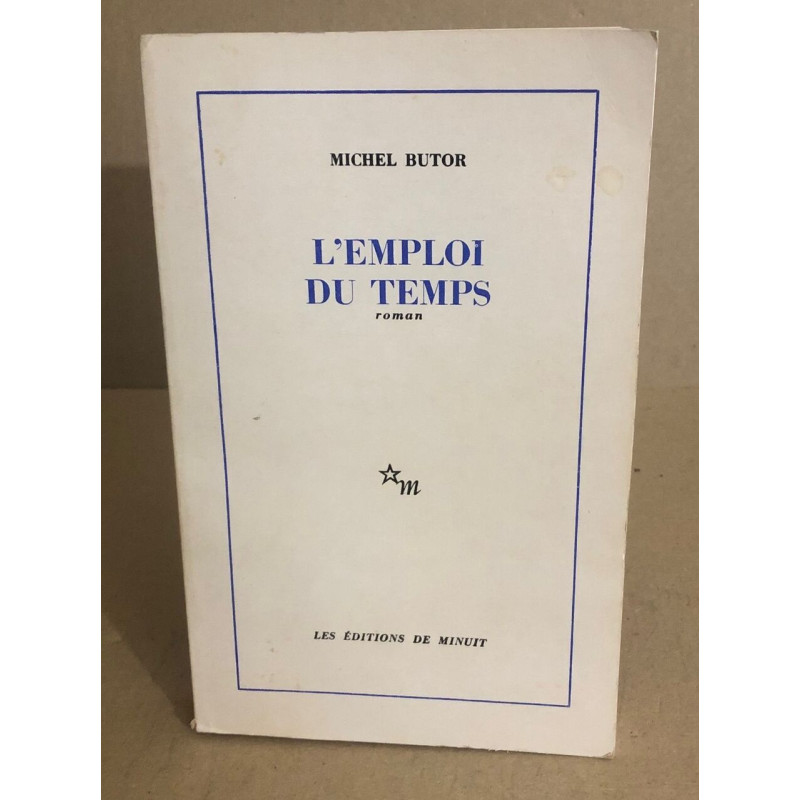 MICHEL BUTOR
L'EMPLOI
DU TEMPS
roman
m
LES ÉDITIONS DE MINUIT